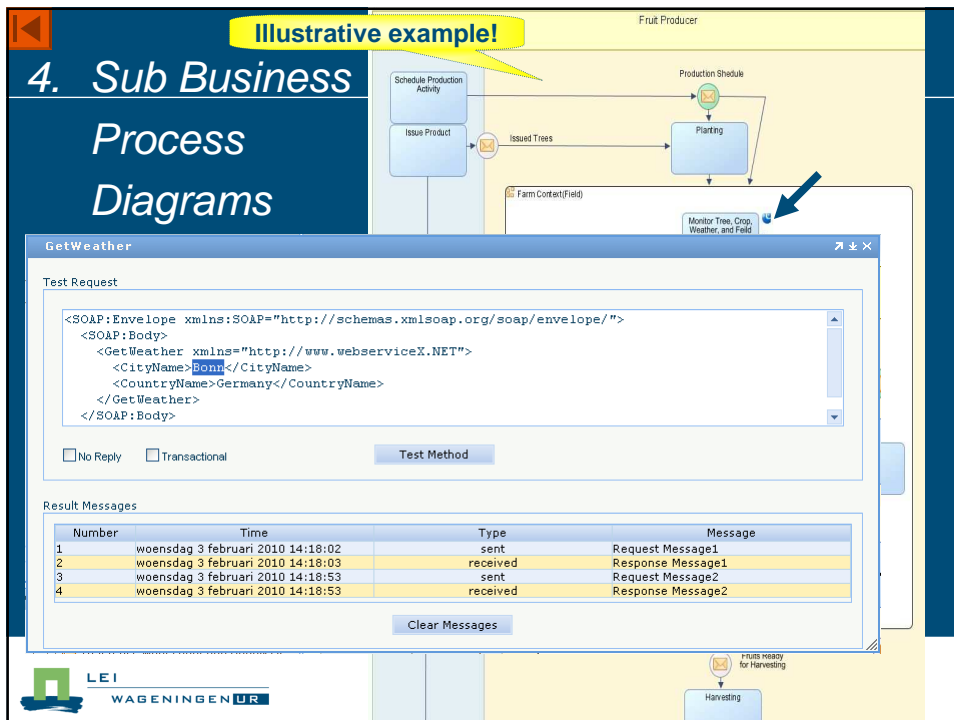 Illustrative example!
4. Sub Business
Process
Diagrams
Fruit Producer
Schedule Production
Activity
Production Shedule
Issue Product
Issued Trees
Planting
Farm Context(Field)
Monitor Tree, Crop,
Weather, and Feild
GetWeather
Test Request
<SOAP:Envelope xmlns:SOAP="http://schemas.xmlsoap.org/soap/envelope/">
<SOAP:Body>
<GetWeather xmlns="http://www.webserviceX.NET">
<CityName>Bonn</CityName>
<CountryName>Germany</CountryName>
</GetWeather>
</SOAP:Body>
No Reply
Transactional
Test Method
Result Messages
Number Time Type Message
1 woensdag 3 februari 2010 14:18:02 sent Request Message1
2 woensdag 3 februari 2010 14:18:03 received Response Message1
3 woensdag 3 februari 2010 14:18:53 sent Request Message2
4 woensdag 3 februari 2010 14:18:53 received Response Message2
Clear Messages
Fruits Ready
for Harvesting
Harvesting
LEI
WAGENINGEN UR